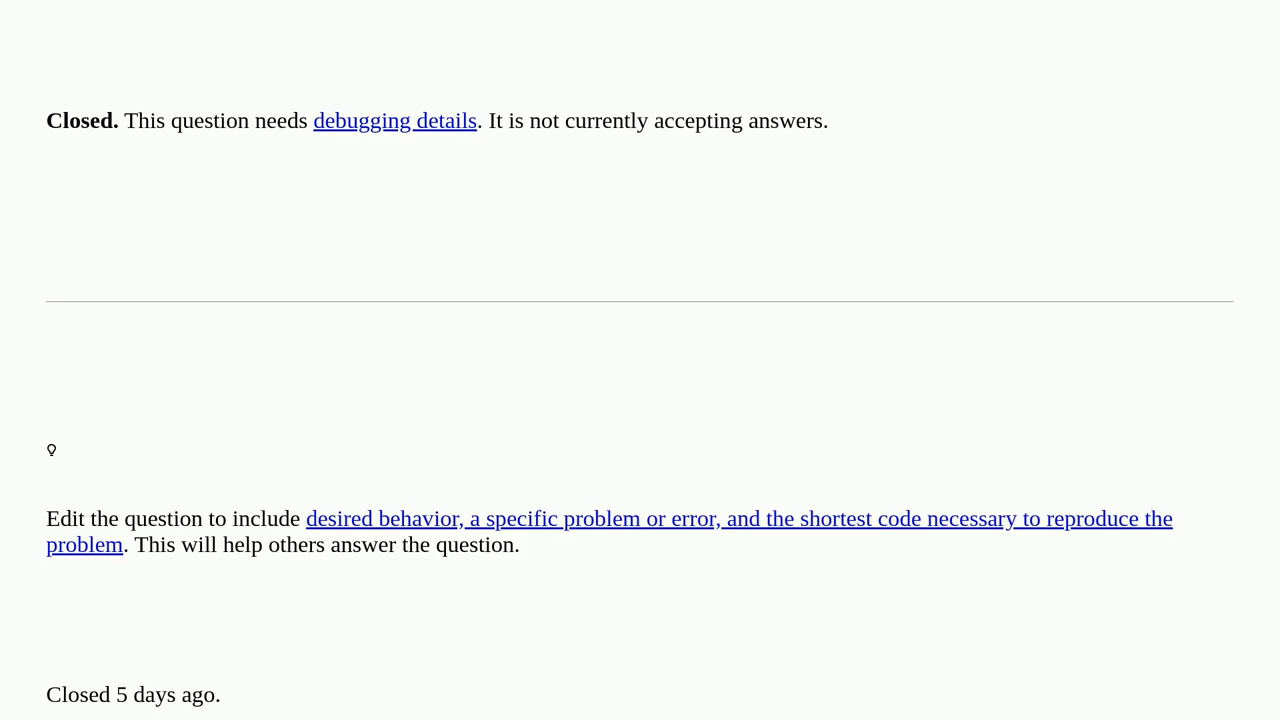 Closed. This question needs debugging details. It is not currently accepting answers.
Edit the question to include desired behavior, a specific problem or error, and the shortest code necessary to reproduce the
problem. This will help others answer the question.
Closed 5 days ago.